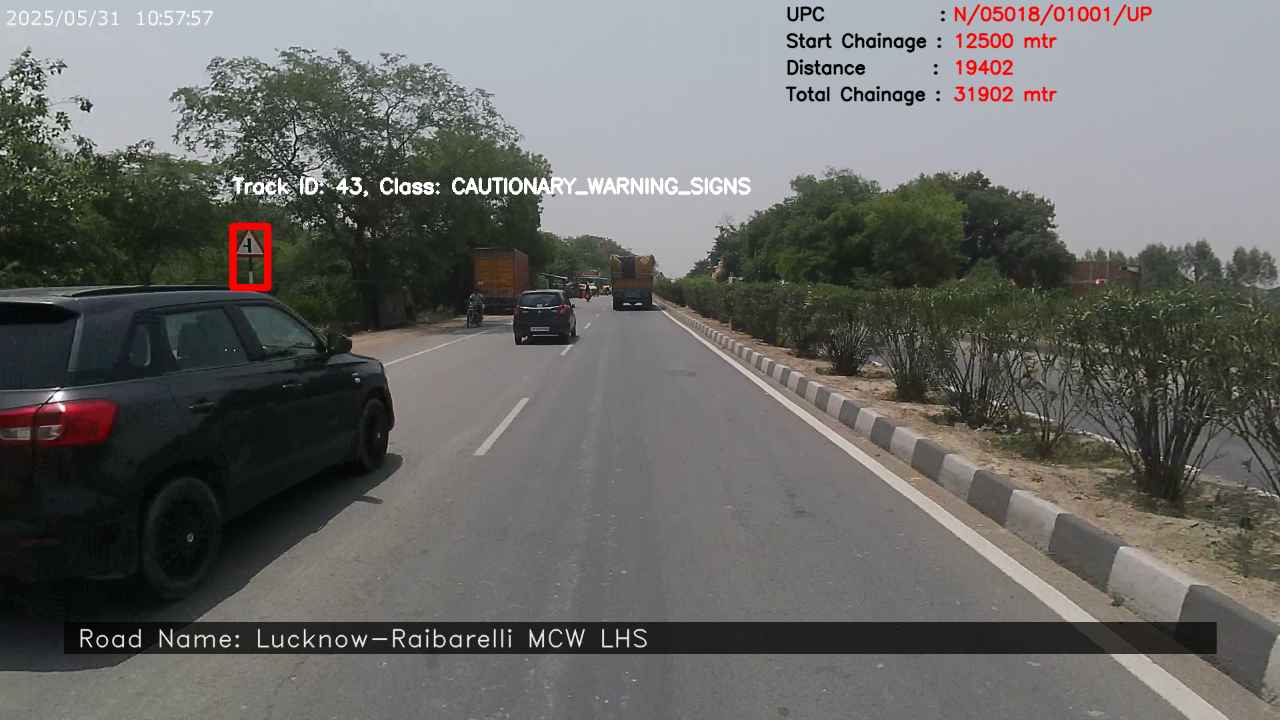 2025/05/31 10:57:57
UPC : N/05018/01001/UP
Start Chainage : 12500 mtr
Distance : 19402
Total Chainage : 31902 mtr
Track ID: 43, Class: CAUTIONARY_WARNING_SIGNS
Road Name: Lucknow-Raibarelli MCW LHS